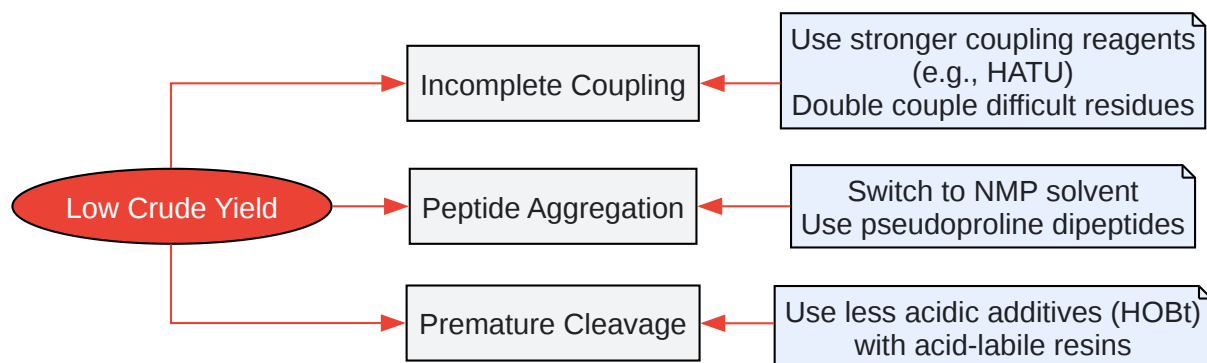 Low Crude Yield
Incomplete Coupling
Use stronger coupling reagents
(e.g., HATU)
Double couple difficult residues
Peptide Aggregation
Switch to NMP solvent
Use pseudoproline dipeptides
Premature Cleavage
Use less acidic additives (HOBt)
with acid-labile resins